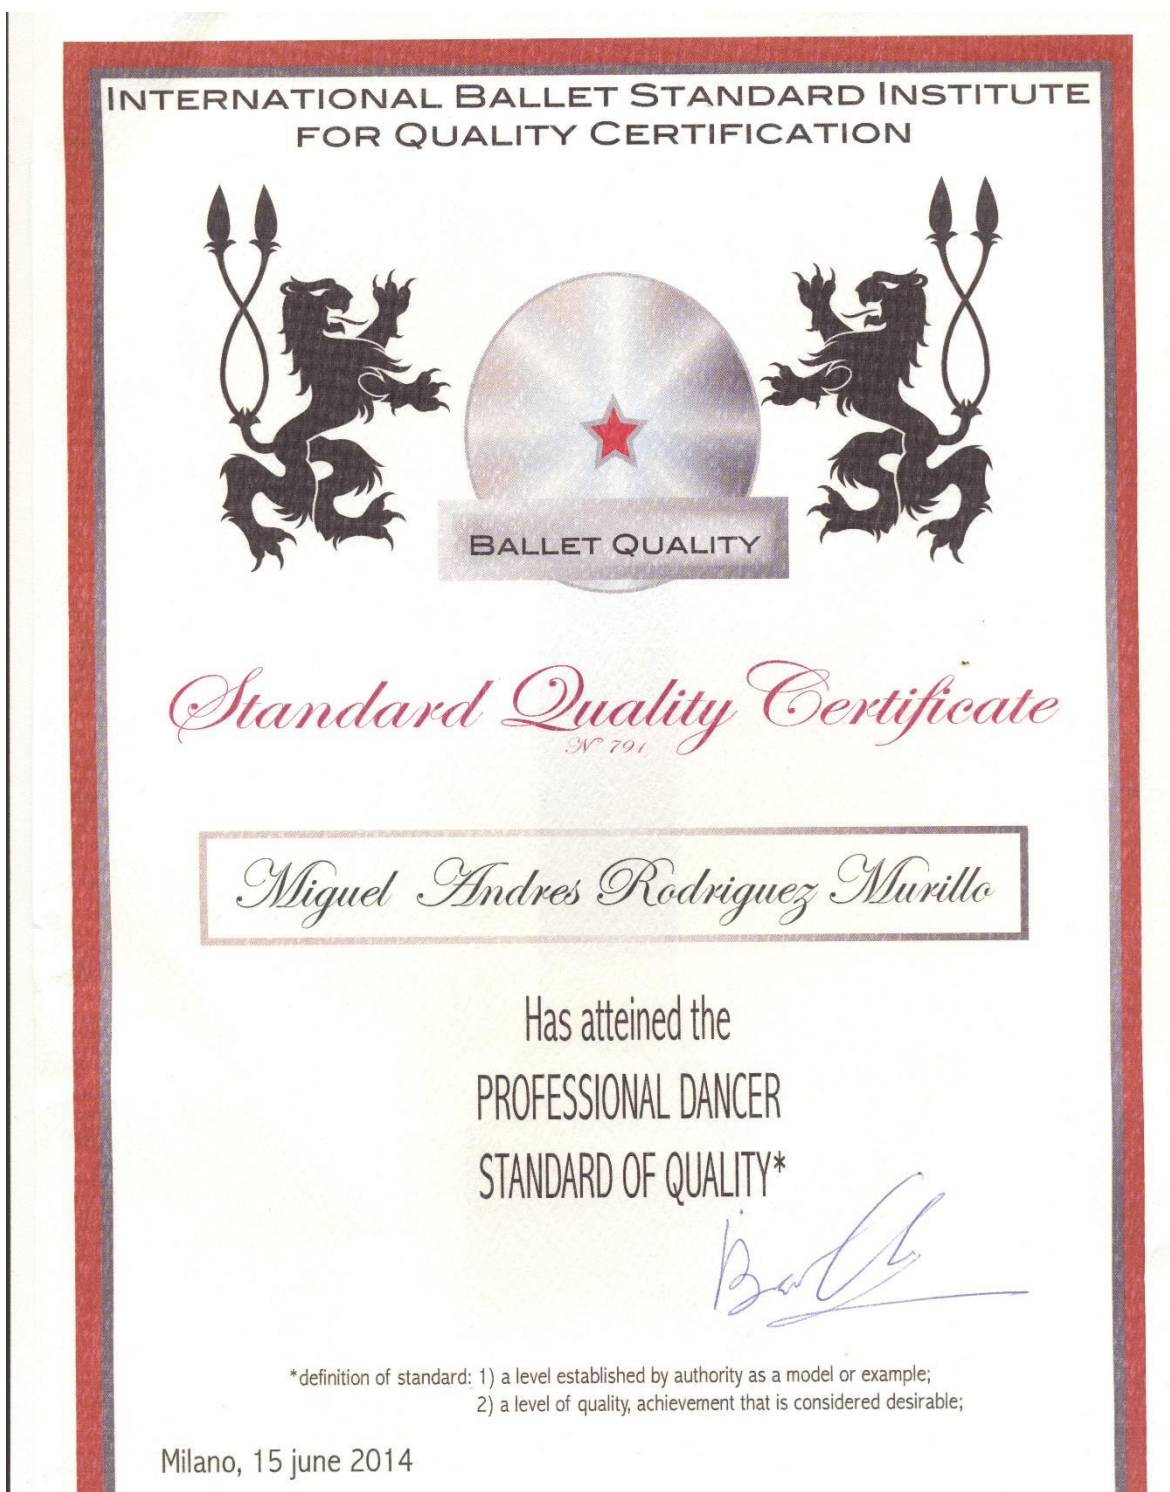 INTERNATIONAL BALLET STANDARD INSTITUTE
FOR QUALITY CERTIFICATION
BALLET QUALITY
Standard Quality Certificate
N° 791
Miguel Andres Rodriguez Murillo
Has atteined the
PROFESSIONAL DANCER
STANDARD OF QUALITY*
*definition of standard: 1) a level established by authority as a model or example;
2) a level of quality, achievement that is considered desirable;
Milano, 15 june 2014